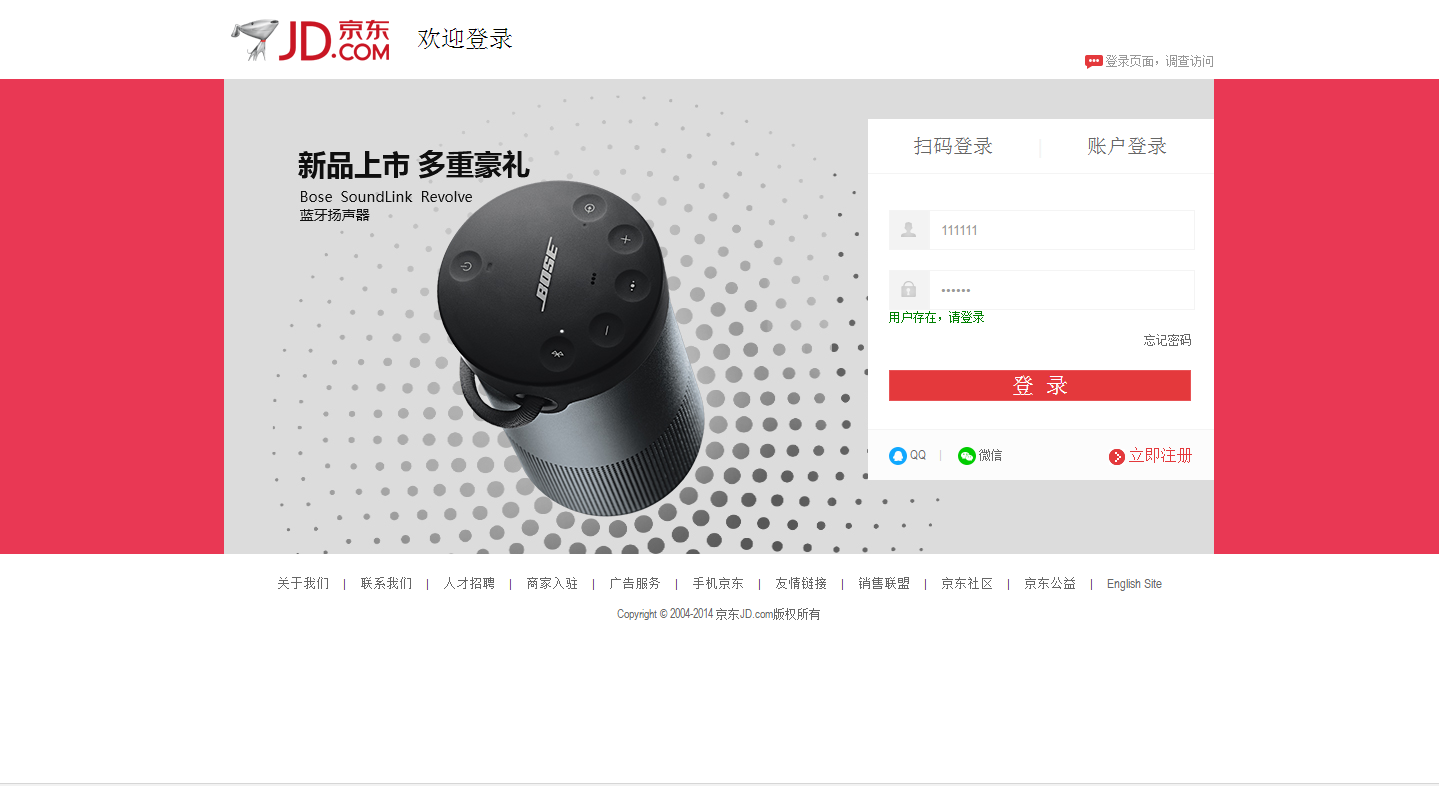 JD.COM 京东 欢迎登录
登录页面，调查访问
新品上市 多重豪礼
Bose SoundLink Revolve
蓝牙扬声器
BOSE
扫码登录 | 账户登录
111111
••••••
用户存在，请登录
忘记密码
登 录
QQ | 微信 立即注册
关于我们 | 联系我们 | 人才招聘 | 商家入驻 | 广告服务 | 手机京东 | 友情链接 | 销售联盟 | 京东社区 | 京东公益 | English Site
Copyright © 2004-2014 京东JD.com版权所有